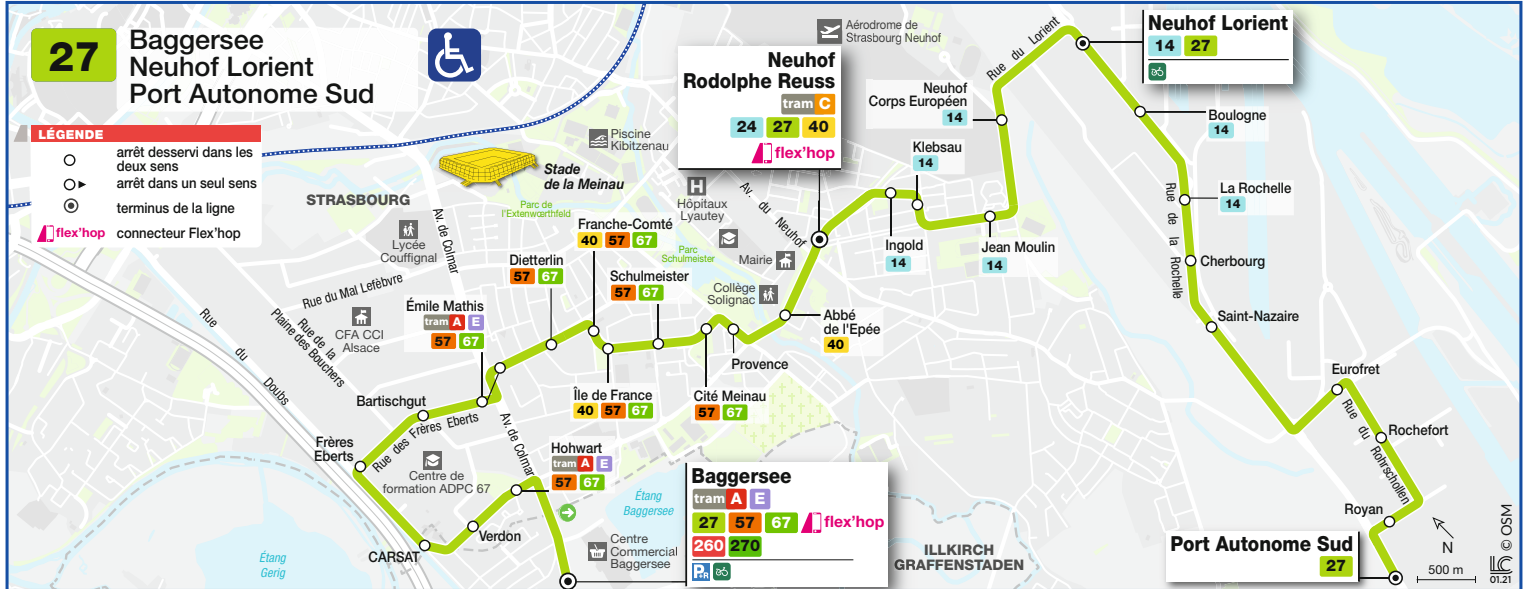 27
Baggersee
Neuhof Lorient
Port Autonome Sud
LÉGENDE
arrêt desservi dans les
deux sens
arrêt dans un seul sens
terminus de la ligne
flex'hop connecteur Flex'hop
STRASBOURG
Lycée
Couffignal
Av. de Colmar
Rue du Mal Lefèbvre
CFA CCI
Alsace
Rue de la
Plaine des Bouchers
Rue du Doubs
Stade
de la Meinau
Piscine
Kibitzenau
Parc de
l'Extenwœrthfeld
H
Hôpitaux
Lyautey
Parc
Schulmeister
Mairie
Collège
Solignac
Av. du Neuhof
Aérodrome de
Strasbourg Neuhof
Neuhof
Rodolphe Reuss
tram C
24 27 40
flex'hop
Neuhof
Corps Européen
14
Klebsau
14
Ingold
14
Jean Moulin
14
Rue du Lorient
Neuhof Lorient
14 27
Boulogne
14
La Rochelle
14
Rue de la Rochelle
Cherbourg
Saint-Nazaire
Eurofret
Rochefort
Rue du Rohrschollen
Royan
Port Autonome Sud
27
Franche-Comté
40 57 67
Dietterlin
57 67
Schulmeister
57 67
Émile Mathis
tram A E
57 67
Abbé
de l'Epée
40
Provence
Île de France
40 57 67
Cité Meinau
57 67
Bartischgut
Rue des Frères Eberts
Av. de Colmar
Frères
Eberts
Centre de
formation ADPC 67
Hohwart
tram A E
57 67
Verdon
CARSAT
Étang
Gerig
Étang
Baggersee
Centre
Commercial
Baggersee
Baggersee
tram A E
27 57 67 flex'hop
260 270
P+R
ILLKIRCH
GRAFFENSTADEN
N
500 m
© OSM
LC
01.21